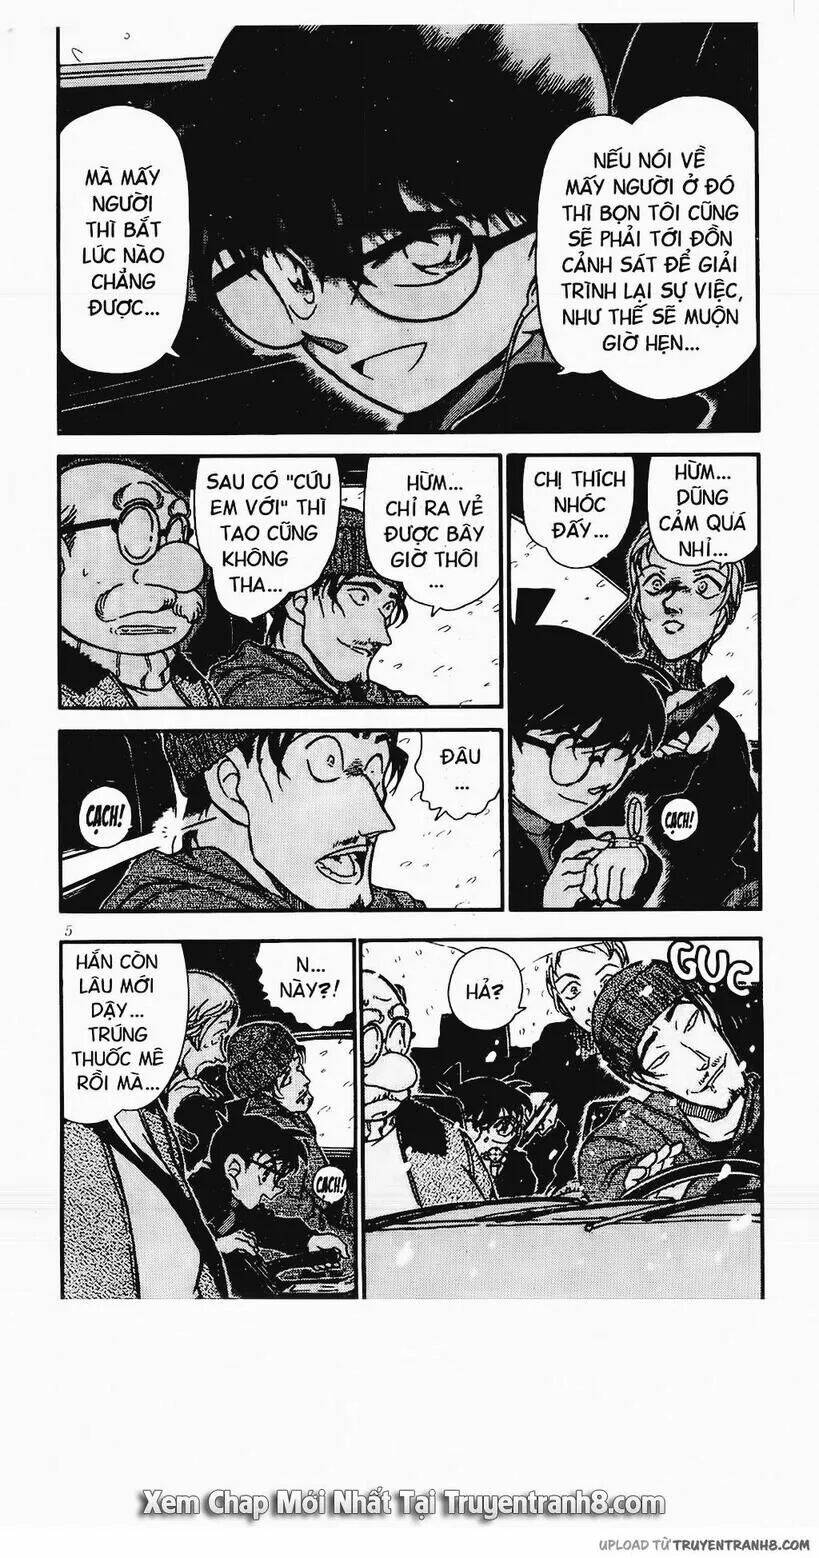 NẾU NÓI VỀ
MẤY NGƯỜI Ở ĐÓ
THÌ BỌN TÔI CŨNG
SẼ PHẢI TỚI ĐỒN
CẢNH SÁT ĐỂ GIẢI
TRÌNH LẠI SỰ VIỆC,
NHƯ THẾ SẼ MUỘN
GIỜ HẸN...
MÀ MẤY
NGƯỜI
THÌ BẮT
LÚC NÀO
CHẲNG
ĐƯỢC...
HỪM...
DŨNG
CẢM QUÁ
NHỈ...
CHỊ THÍCH
NHÓC
ĐẤY...
CẠCH!
HỪM...
CHỈ RA VẺ
ĐƯỢC BÂY
GIỜ THÔI
...
SAU CÓ "CỨU
EM VỚI" THÌ
TAO CŨNG
KHÔNG
THA...
ĐÂU
...
CẠCH!
5
GỤC
HẢ?
N...
NÀY?!
HẮN CÒN
LÂU MỚI
DẬY...
TRÚNG
THUỐC MÊ
RỒI MÀ...
CẠCH!
Xem Chap Mới Nhất Tại Truyentranh8.com
UPLOAD TỪ TRUYENTRANH8.COM